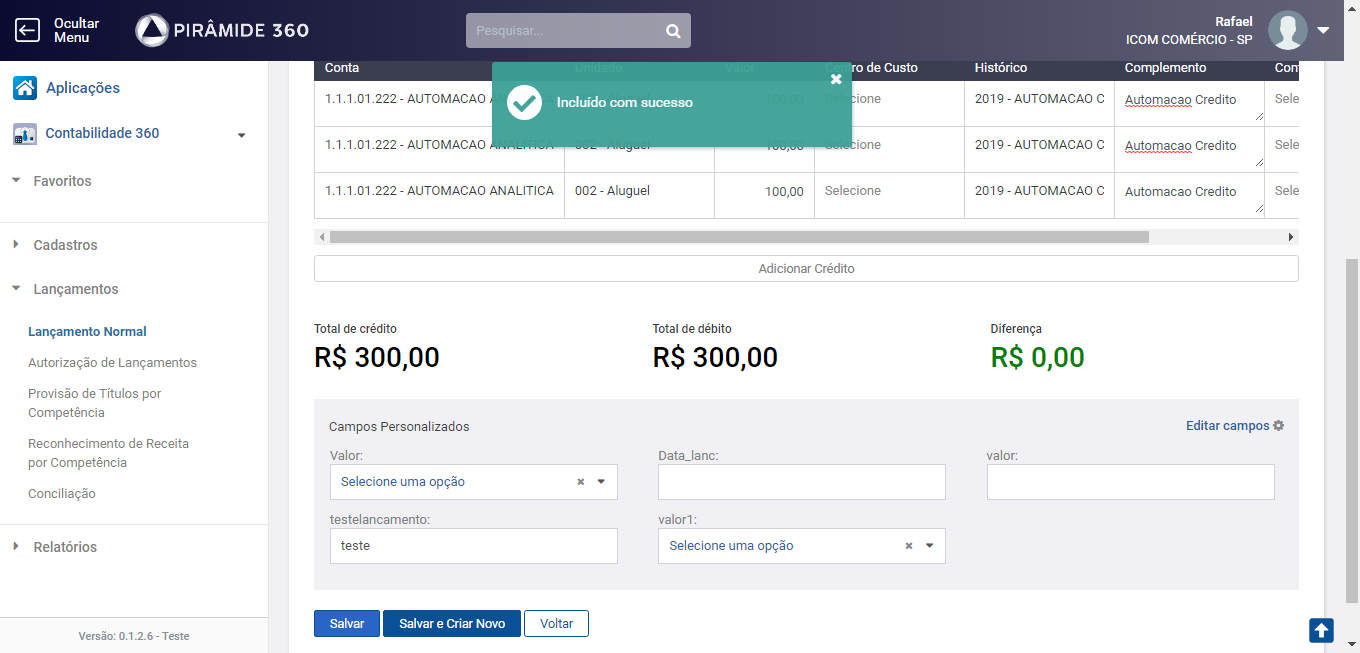 Ocultar
Menu
PIRÂMIDE 360
Pesquisar...
Rafael
ICOM COMÉRCIO - SP
Aplicações
Contabilidade 360
Favoritos
Cadastros
Lançamentos
Lançamento Normal
Autorização de Lançamentos
Provisão de Títulos por
Competência
Reconhecimento de Receita
por Competência
Conciliação
Relatórios
Versão: 0.1.2.6 - Teste
Conta Unidade Valor Centro de Custo Histórico Complemento Con
Incluído com sucesso
1.1.1.01.222 - AUTOMACAO 100,00 Selecione 2019 - AUTOMACAO C Automacao Credito Sele
1.1.1.01.222 - AUTOMACAO ANALITICA 002 - Aluguel 100,00 Selecione 2019 - AUTOMACAO C Automacao Credito Sele
1.1.1.01.222 - AUTOMACAO ANALITICA 002 - Aluguel 100,00 Selecione 2019 - AUTOMACAO C Automacao Credito Sele
Adicionar Crédito
Total de crédito Total de débito Diferença
R$ 300,00 R$ 300,00 R$ 0,00
Campos Personalizados Editar campos
Valor: Data_lanc: valor:
Selecione uma opção
testelancamento: valor1:
teste Selecione uma opção
Salvar Salvar e Criar Novo Voltar